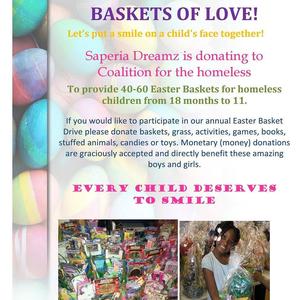 BASKETS OF LOVE!
Let's put a smile on a child's face together!
Saperia Dreamz is donating to
Coalition for the homeless
To provide 40-60 Easter Baskets for homeless
children from 18 months to 11.
If you would like to participate in our annual Easter Basket
Drive please donate baskets, grass, activities, games, books,
stuffed animals, candies or toys. Monetary (money) donations
are graciously accepted and directly benefit these amazing
boys and girls.
EVERY CHILD DESERVES
TO SMILE